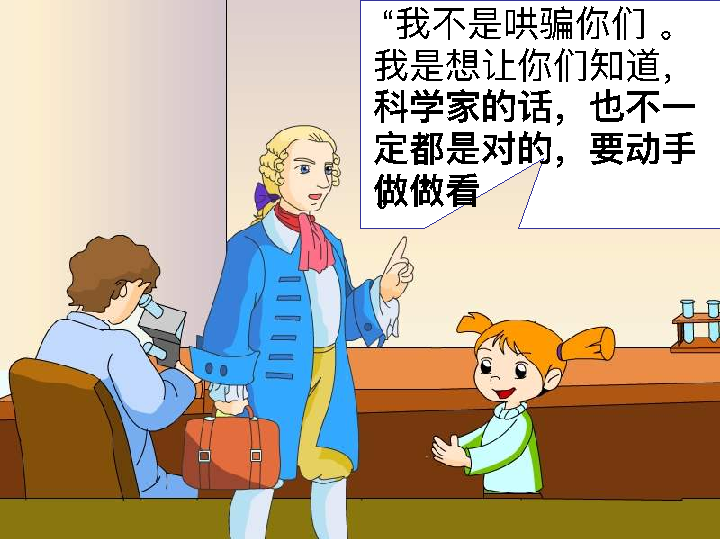 “我不是哄骗你们 。
我是想让你们知道，
科学家的话，也不一
定都是对的，要动手
做做看。